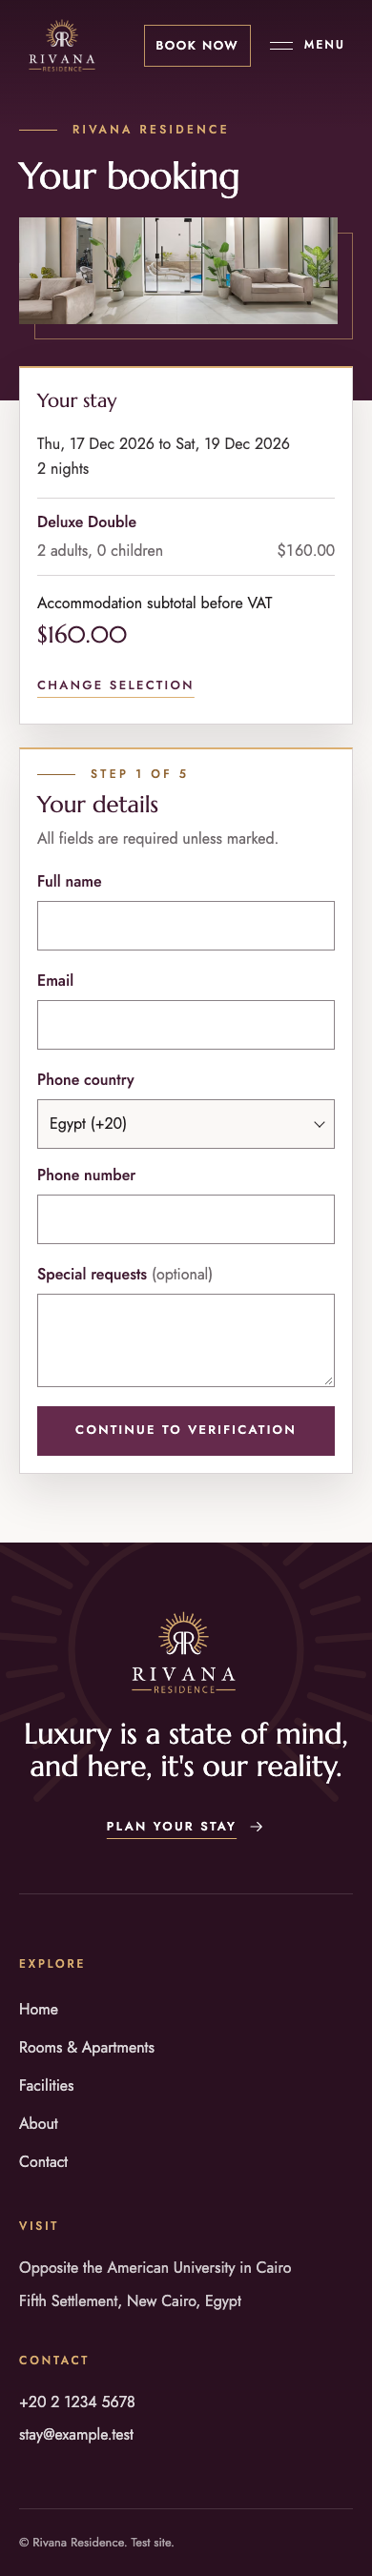 RIVANA
RESIDENCE
BOOK NOW
MENU
RIVANA RESIDENCE
Your booking
Your stay
Thu, 17 Dec 2026 to Sat, 19 Dec 2026
2 nights
Deluxe Double
2 adults, 0 children $160.00
Accommodation subtotal before VAT
$160.00
CHANGE SELECTION
STEP 1 OF 5
Your details
All fields are required unless marked.
Full name
Email
Phone country
Egypt (+20)
Phone number
Special requests (optional)
CONTINUE TO VERIFICATION
RIVANA
RESIDENCE
Luxury is a state of mind,
and here, it's our reality.
PLAN YOUR STAY →
EXPLORE
Home
Rooms & Apartments
Facilities
About
Contact
VISIT
Opposite the American University in Cairo
Fifth Settlement, New Cairo, Egypt
CONTACT
+20 2 1234 5678
stay@example.test
© Rivana Residence. Test site.